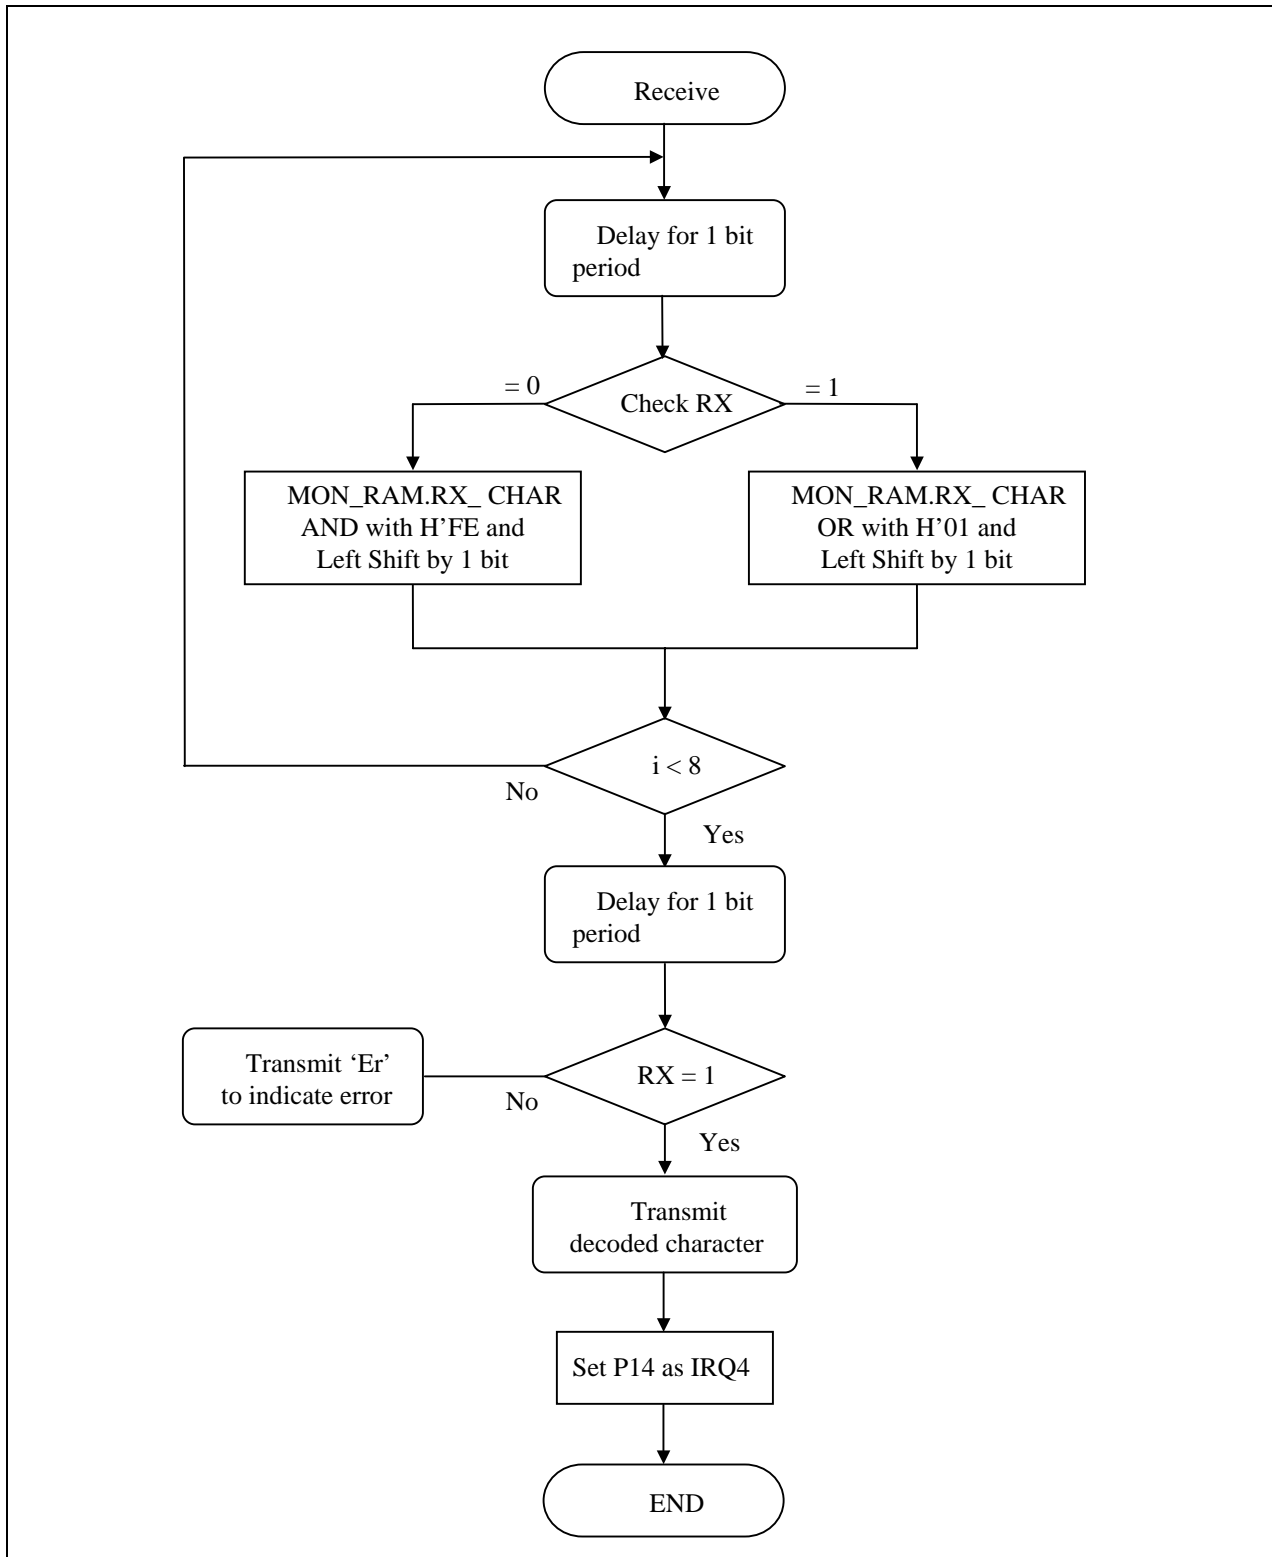 Receive
Delay for 1 bit
period
= 0
= 1
Check RX
MON_RAM.RX_ CHAR
AND with H’FE and
Left Shift by 1 bit
MON_RAM.RX_ CHAR
OR with H’01 and
Left Shift by 1 bit
i < 8
No
Yes
Delay for 1 bit
period
Transmit ‘Er’
to indicate error
RX = 1
No
Yes
Transmit
decoded character
Set P14 as IRQ4
END